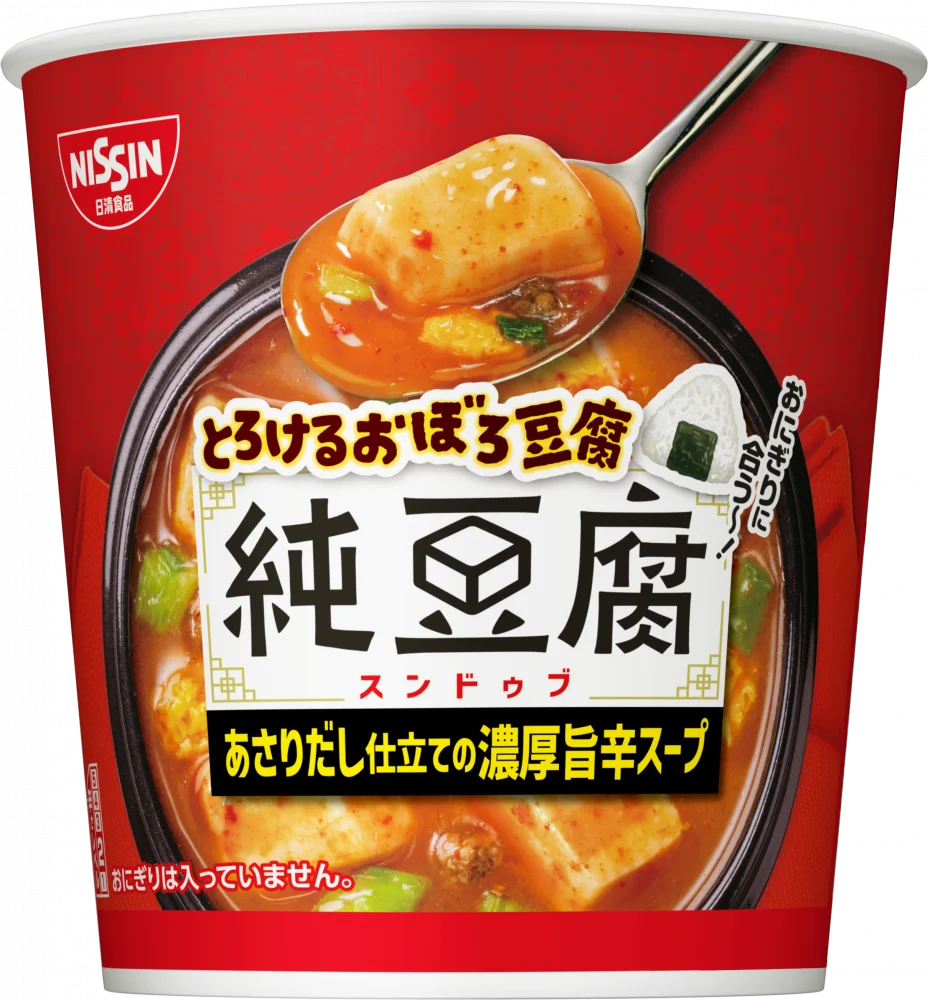 NISSIN
日清食品
とろけるおぼろ豆腐
おにぎりに
合う〜!
純豆腐
スンドゥブ
あさりだし仕立ての濃厚旨辛スープ
おにぎりは入っていません。